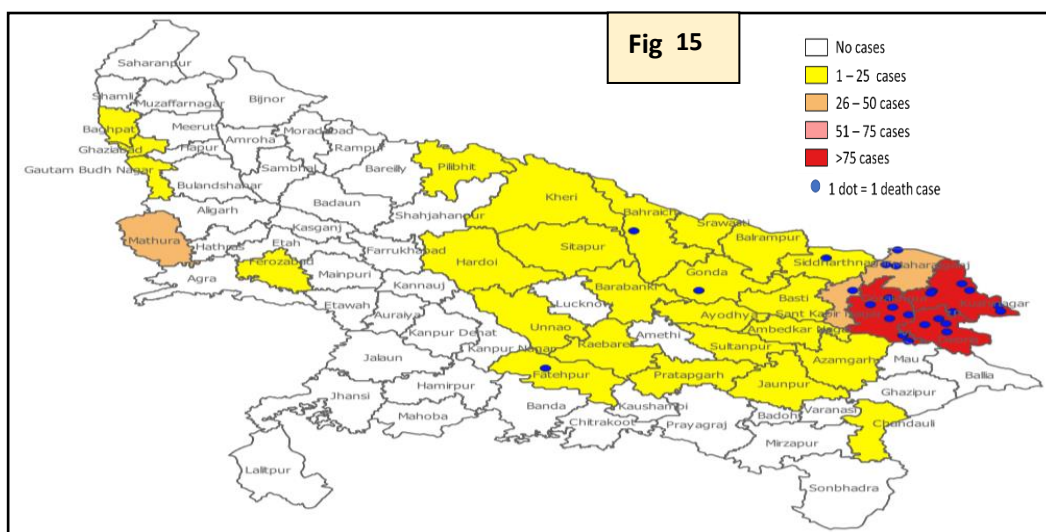 Fig 15
No cases
1 – 25 cases
26 – 50 cases
51 – 75 cases
>75 cases
1 dot = 1 death case
Saharanpur
Shamli
Muzaffarnagar
Bijnor
Baghpat
Meerut
Moradabad
Rampur
Amroha
Ghaziabad
Hapur
Sambhal
Bareilly
Pilibhit
Gautam Budh Nagar
Bulandshahar
Badaun
Shahjahanpur
Kheri
Bahraich
Srawasti
Balrampur
Aligarh
Kasganj
Mathura
Hathras
Etah
Farrukhabad
Hardoi
Sitapur
Siddharthnagar
Agra
Ferozabad
Mainpuri
Kannauj
Gonda
Barabanki
Basti
Sant Kabir Nagar
Kushinagar
Etawah
Auraiya
Lucknow
Unnao
Ayodhya
Ambedkar Nagar
Kanpur Dehat
Kanpur Nagar
Raebareli
Amethi
Sultanpur
Azamgarh
Mau
Ballia
Jalaun
Fatehpur
Pratapgarh
Jaunpur
Ghazipur
Hamirpur
Jhansi
Mahoba
Banda
Kaushambi
Chitrakoot
Prayagraj
Badohi
Varanasi
Chandauli
Mirzapur
Lalitpur
Sonbhadra